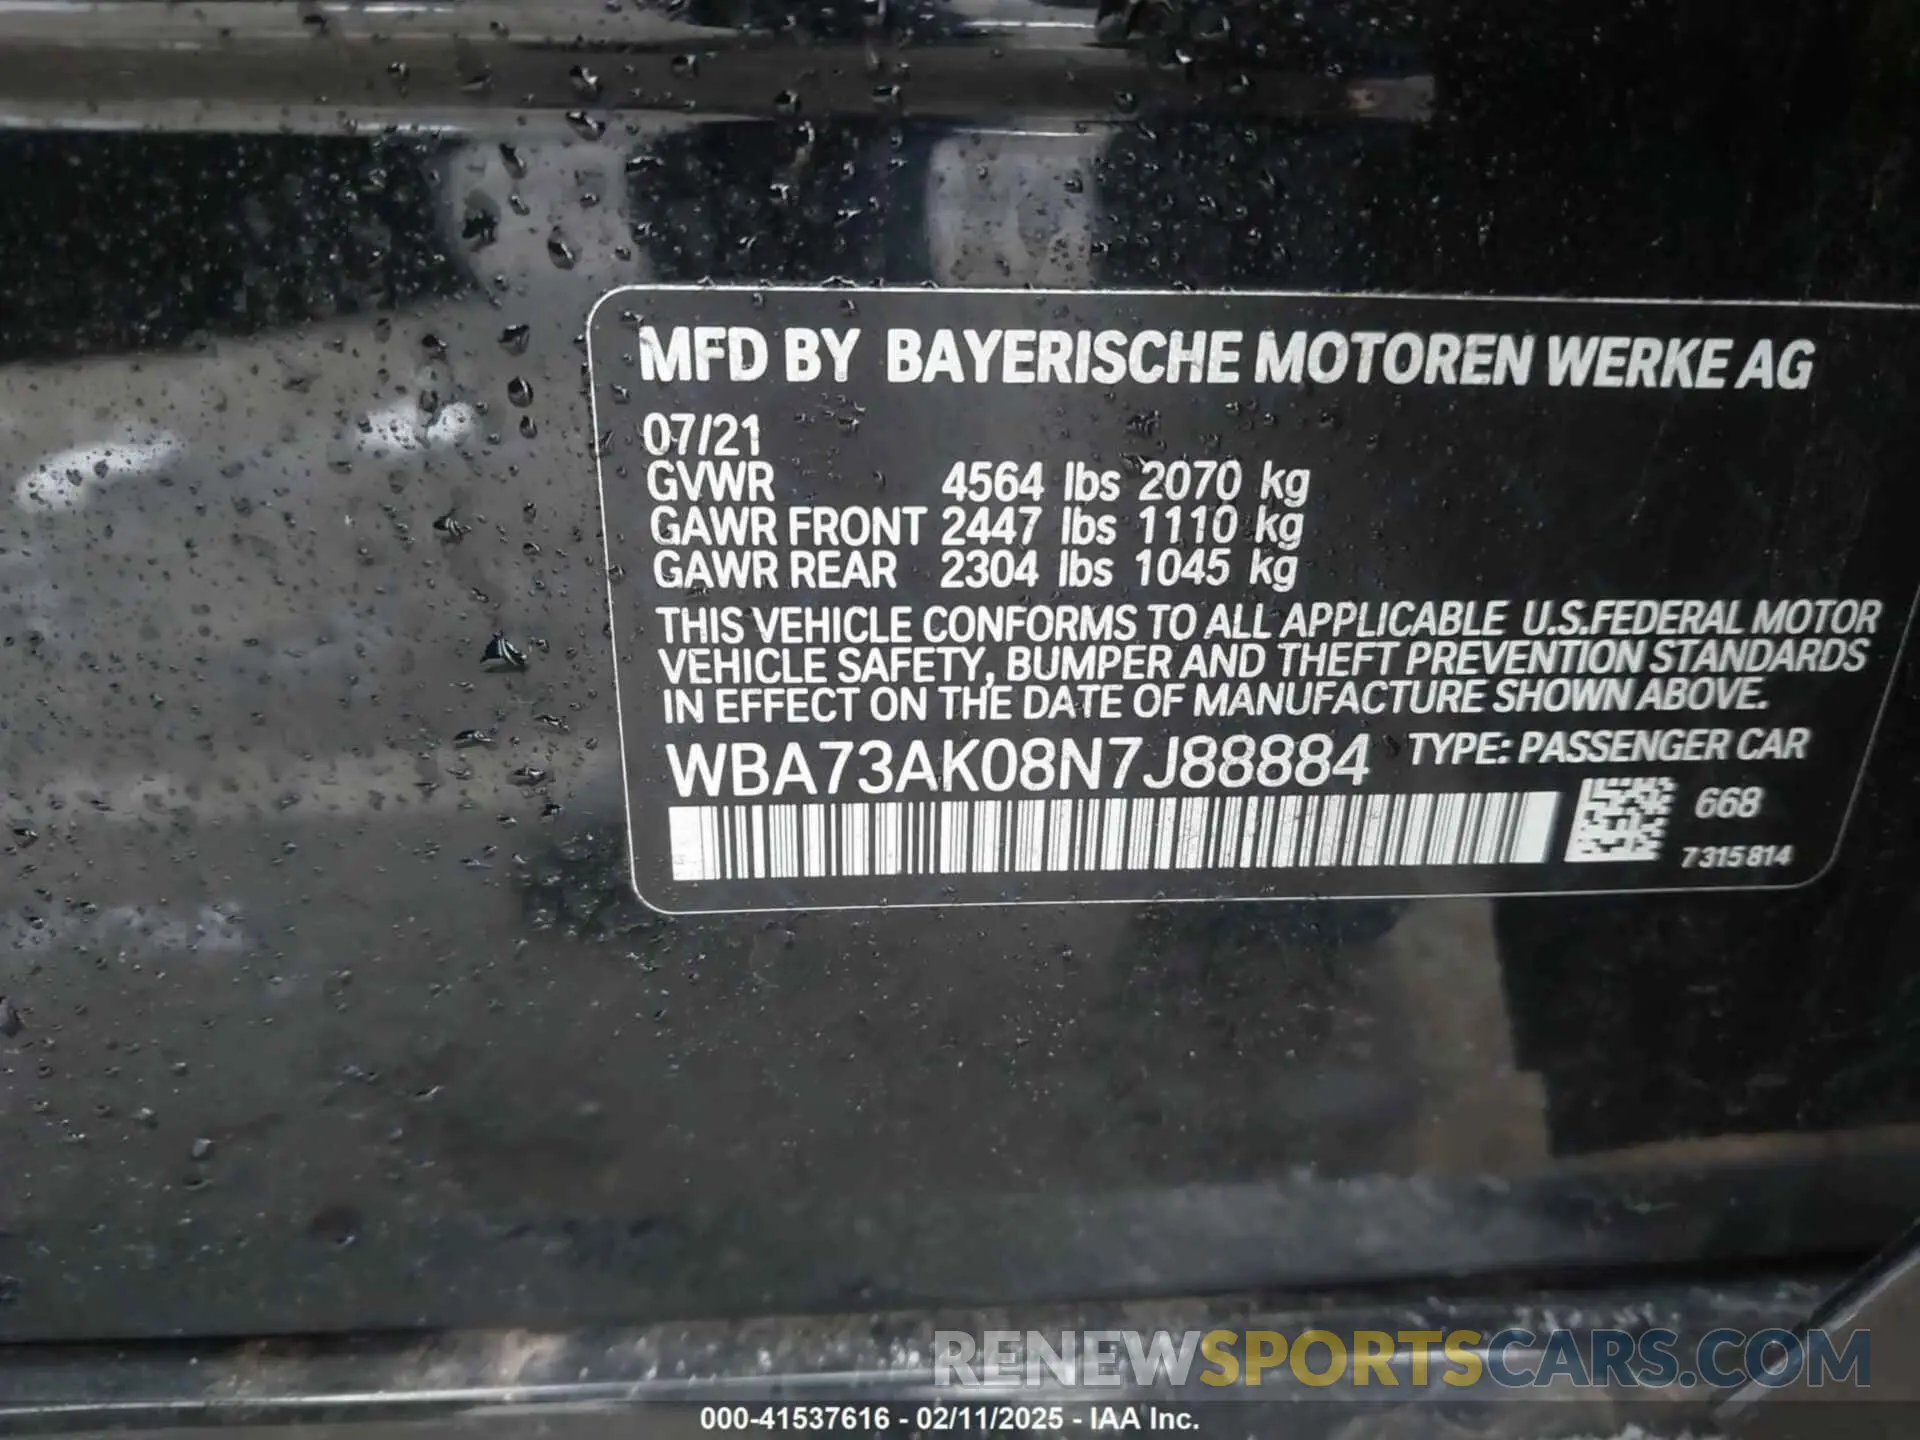 MFD BY BAYERISCHE MOTOREN WERKE AG
07/21
GVWR 4564 lbs 2070 kg
GAWR FRONT 2447 lbs 1110 kg
GAWR REAR 2304 lbs 1045 kg
THIS VEHICLE CONFORMS TO ALL APPLICABLE U.S.FEDERAL MOTOR
VEHICLE SAFETY, BUMPER AND THEFT PREVENTION STANDARDS
IN EFFECT ON THE DATE OF MANUFACTURE SHOWN ABOVE.
WBA73AK08N7J88884 TYPE: PASSENGER CAR
668
7315814
RENEWSPORTSCARS.COM
000-41537616 - 02/11/2025 - IAA Inc.